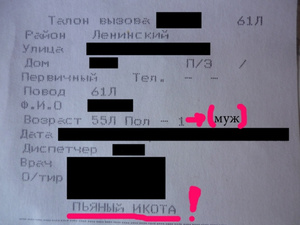 Талон вызова 61Л
Район Ленинский
Улица
Дом П/Э /
Первичный Тел. - -
Повод 61Л
Ф.И.О
Возраст 55Л Пол - 1 → (муж)
Дата
Диспетчер
Врач
О/тир
ПЬЯНЫЙ ИКОТА !